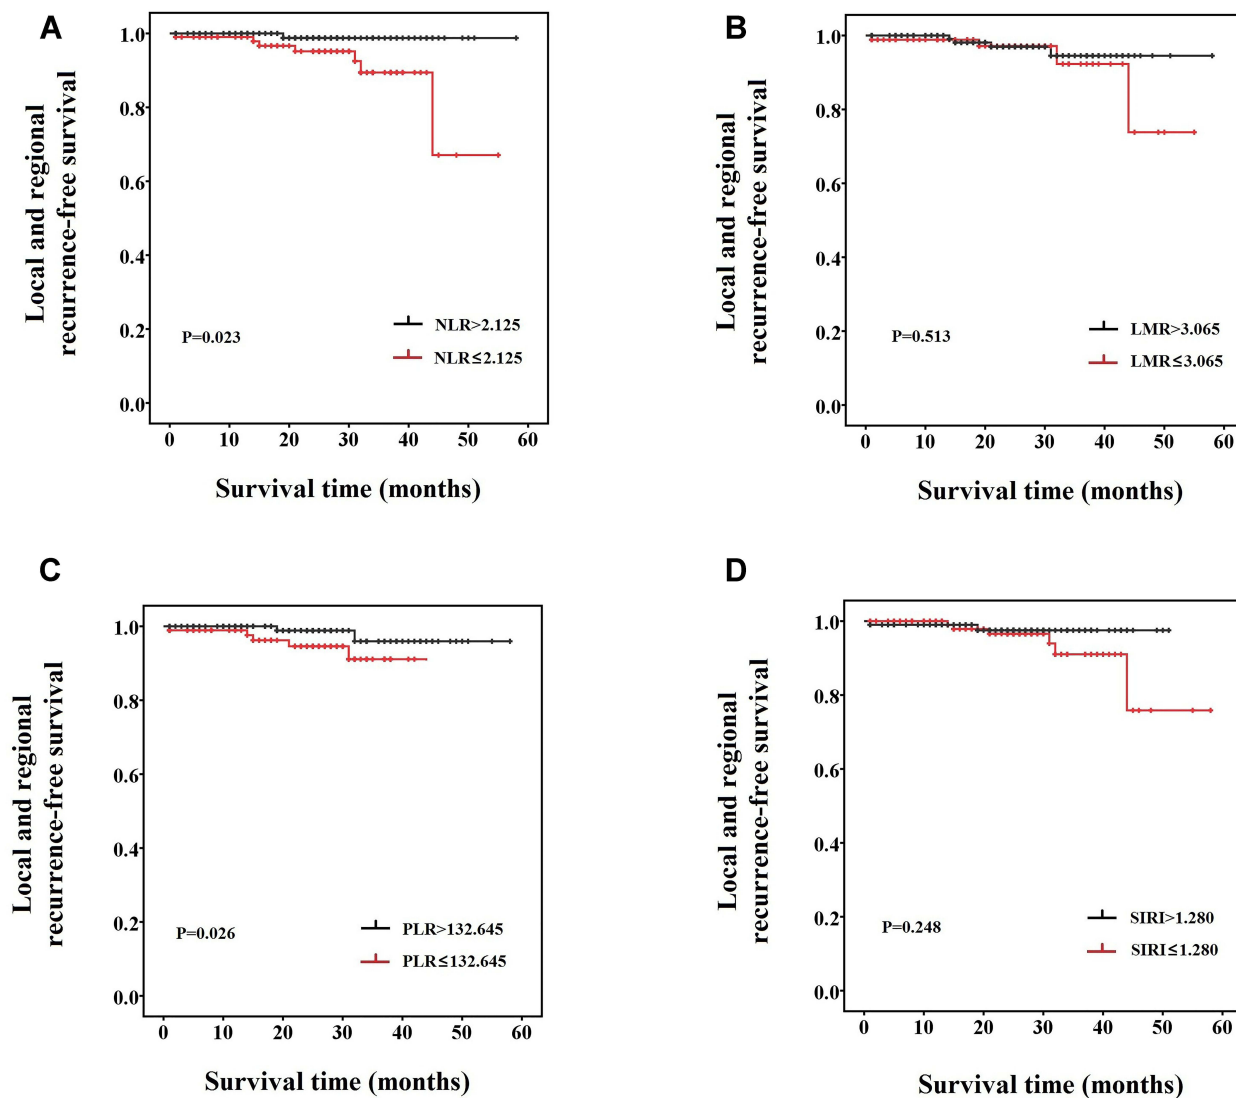 A
Local and regional
recurrence-free survival
1.0
0.8
0.6
0.4
0.2
0.0
P=0.023
NLR>2.125
NLR≤2.125
0 10 20 30 40 50 60
Survival time (months)
B
Local and regional
recurrence-free survival
1.0
0.8
0.6
0.4
0.2
0.0
P=0.513
LMR>3.065
LMR≤3.065
0 10 20 30 40 50 60
Survival time (months)
C
Local and regional
recurrence-free survival
1.0
0.8
0.6
0.4
0.2
0.0
P=0.026
PLR>132.645
PLR≤132.645
0 10 20 30 40 50 60
Survival time (months)
D
Local and regional
recurrence-free survival
1.0
0.8
0.6
0.4
0.2
0.0
P=0.248
SIRI>1.280
SIRI≤1.280
0 10 20 30 40 50 60
Survival time (months)